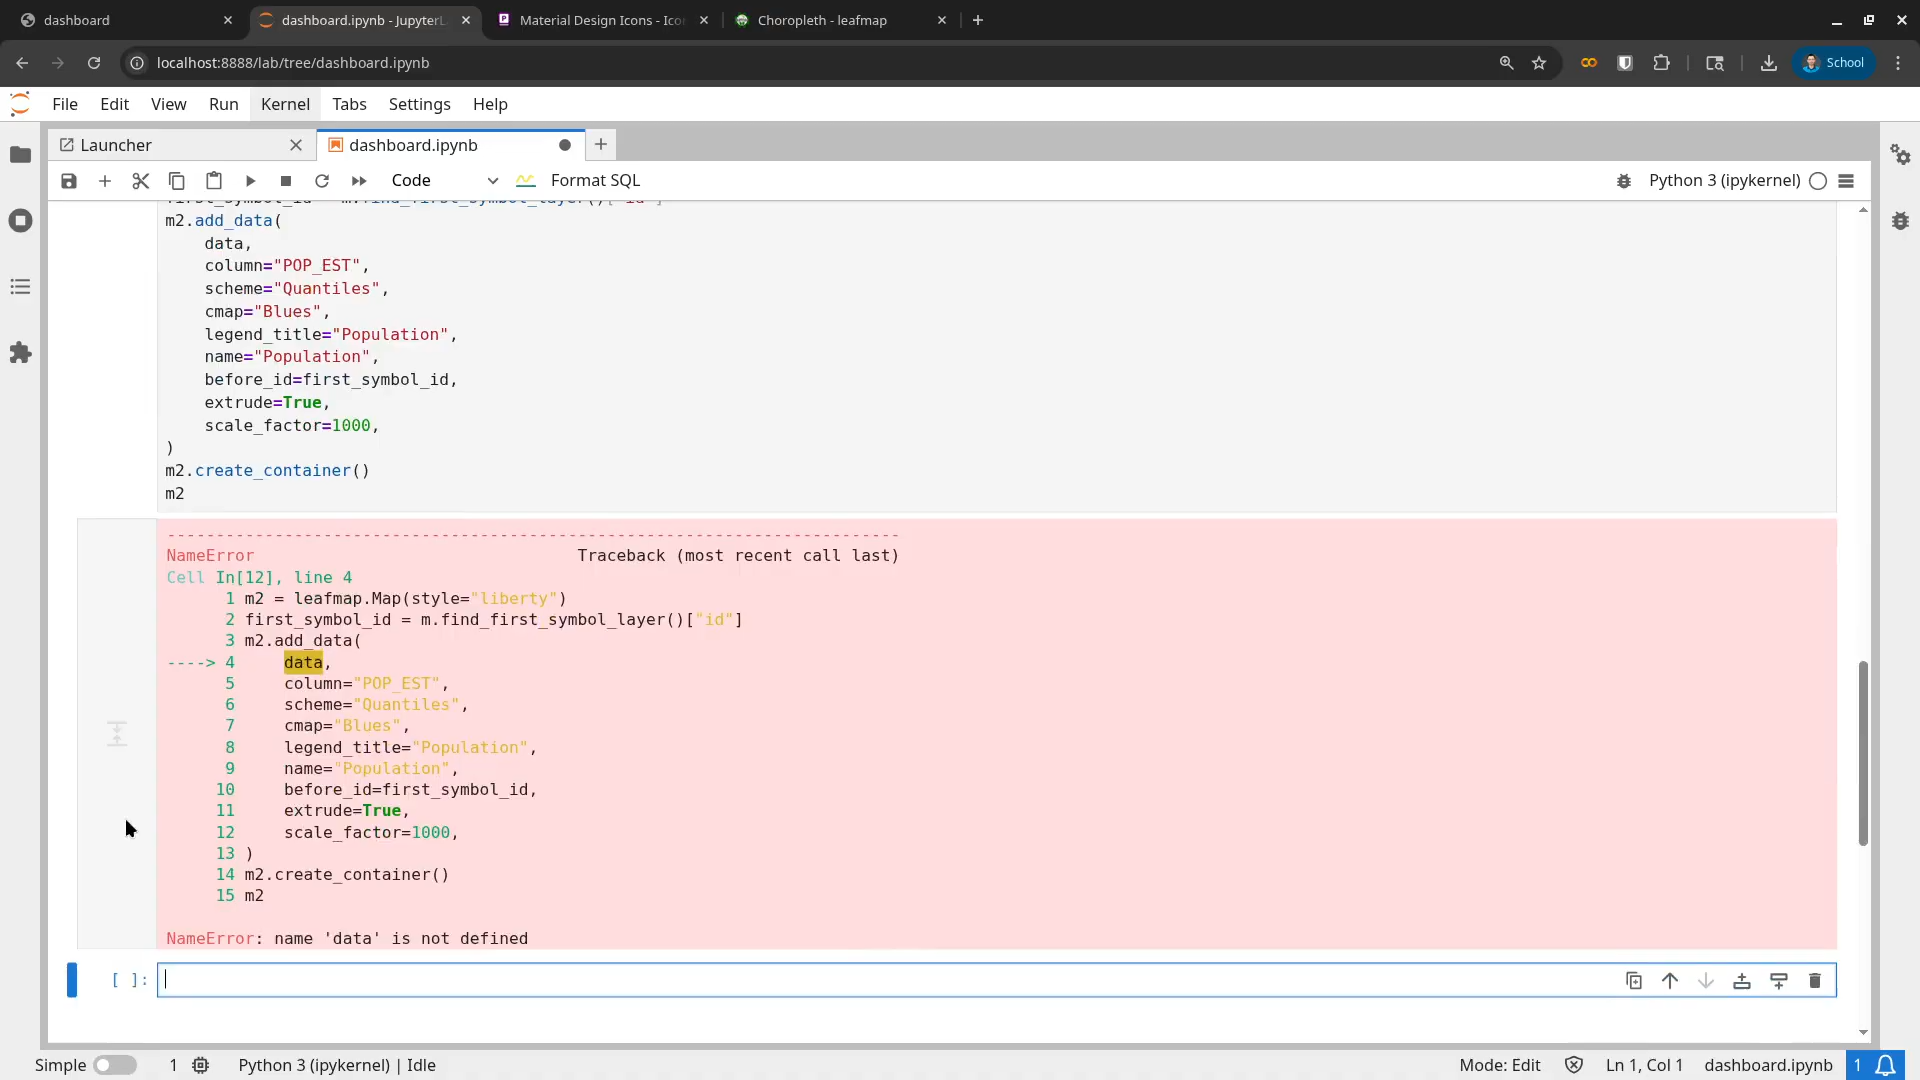 dashboard
dashboard.ipynb - JupyterL
Material Design Icons - Ico
Choropleth - leafmap
localhost:8888/lab/tree/dashboard.ipynb
School
File Edit View Run Kernel Tabs Settings Help
Launcher
dashboard.ipynb
Code
Format SQL
Python 3 (ipykernel)
first_symbol_id = m.find_first_symbol_layer()["id"]
m2.add_data(
    data,
    column="POP_EST",
    scheme="Quantiles",
    cmap="Blues",
    legend_title="Population",
    name="Population",
    before_id=first_symbol_id,
    extrude=True,
    scale_factor=1000,
)
m2.create_container()
m2
---------------------------------------------------------------------------
NameError                                 Traceback (most recent call last)
Cell In[12], line 4
      1 m2 = leafmap.Map(style="liberty")
      2 first_symbol_id = m.find_first_symbol_layer()["id"]
      3 m2.add_data(
----> 4     data,
      5     column="POP_EST",
      6     scheme="Quantiles",
      7     cmap="Blues",
      8     legend_title="Population",
      9     name="Population",
     10     before_id=first_symbol_id,
     11     extrude=True,
     12     scale_factor=1000,
     13 )
     14 m2.create_container()
     15 m2
NameError: name 'data' is not defined
[ ]:
Simple
1
Python 3 (ipykernel) | Idle
Mode: Edit
Ln 1, Col 1
dashboard.ipynb
1